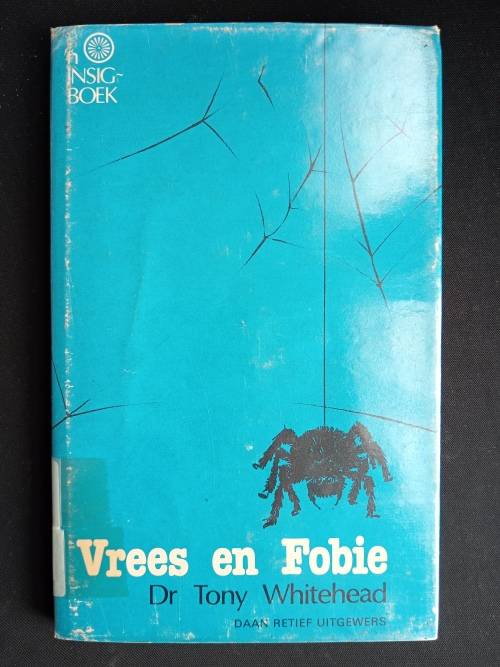 'n
INSIG~
BOEK
Vrees en Fobie
Dr Tony Whitehead
DAAN RETIEF UITGEWERS